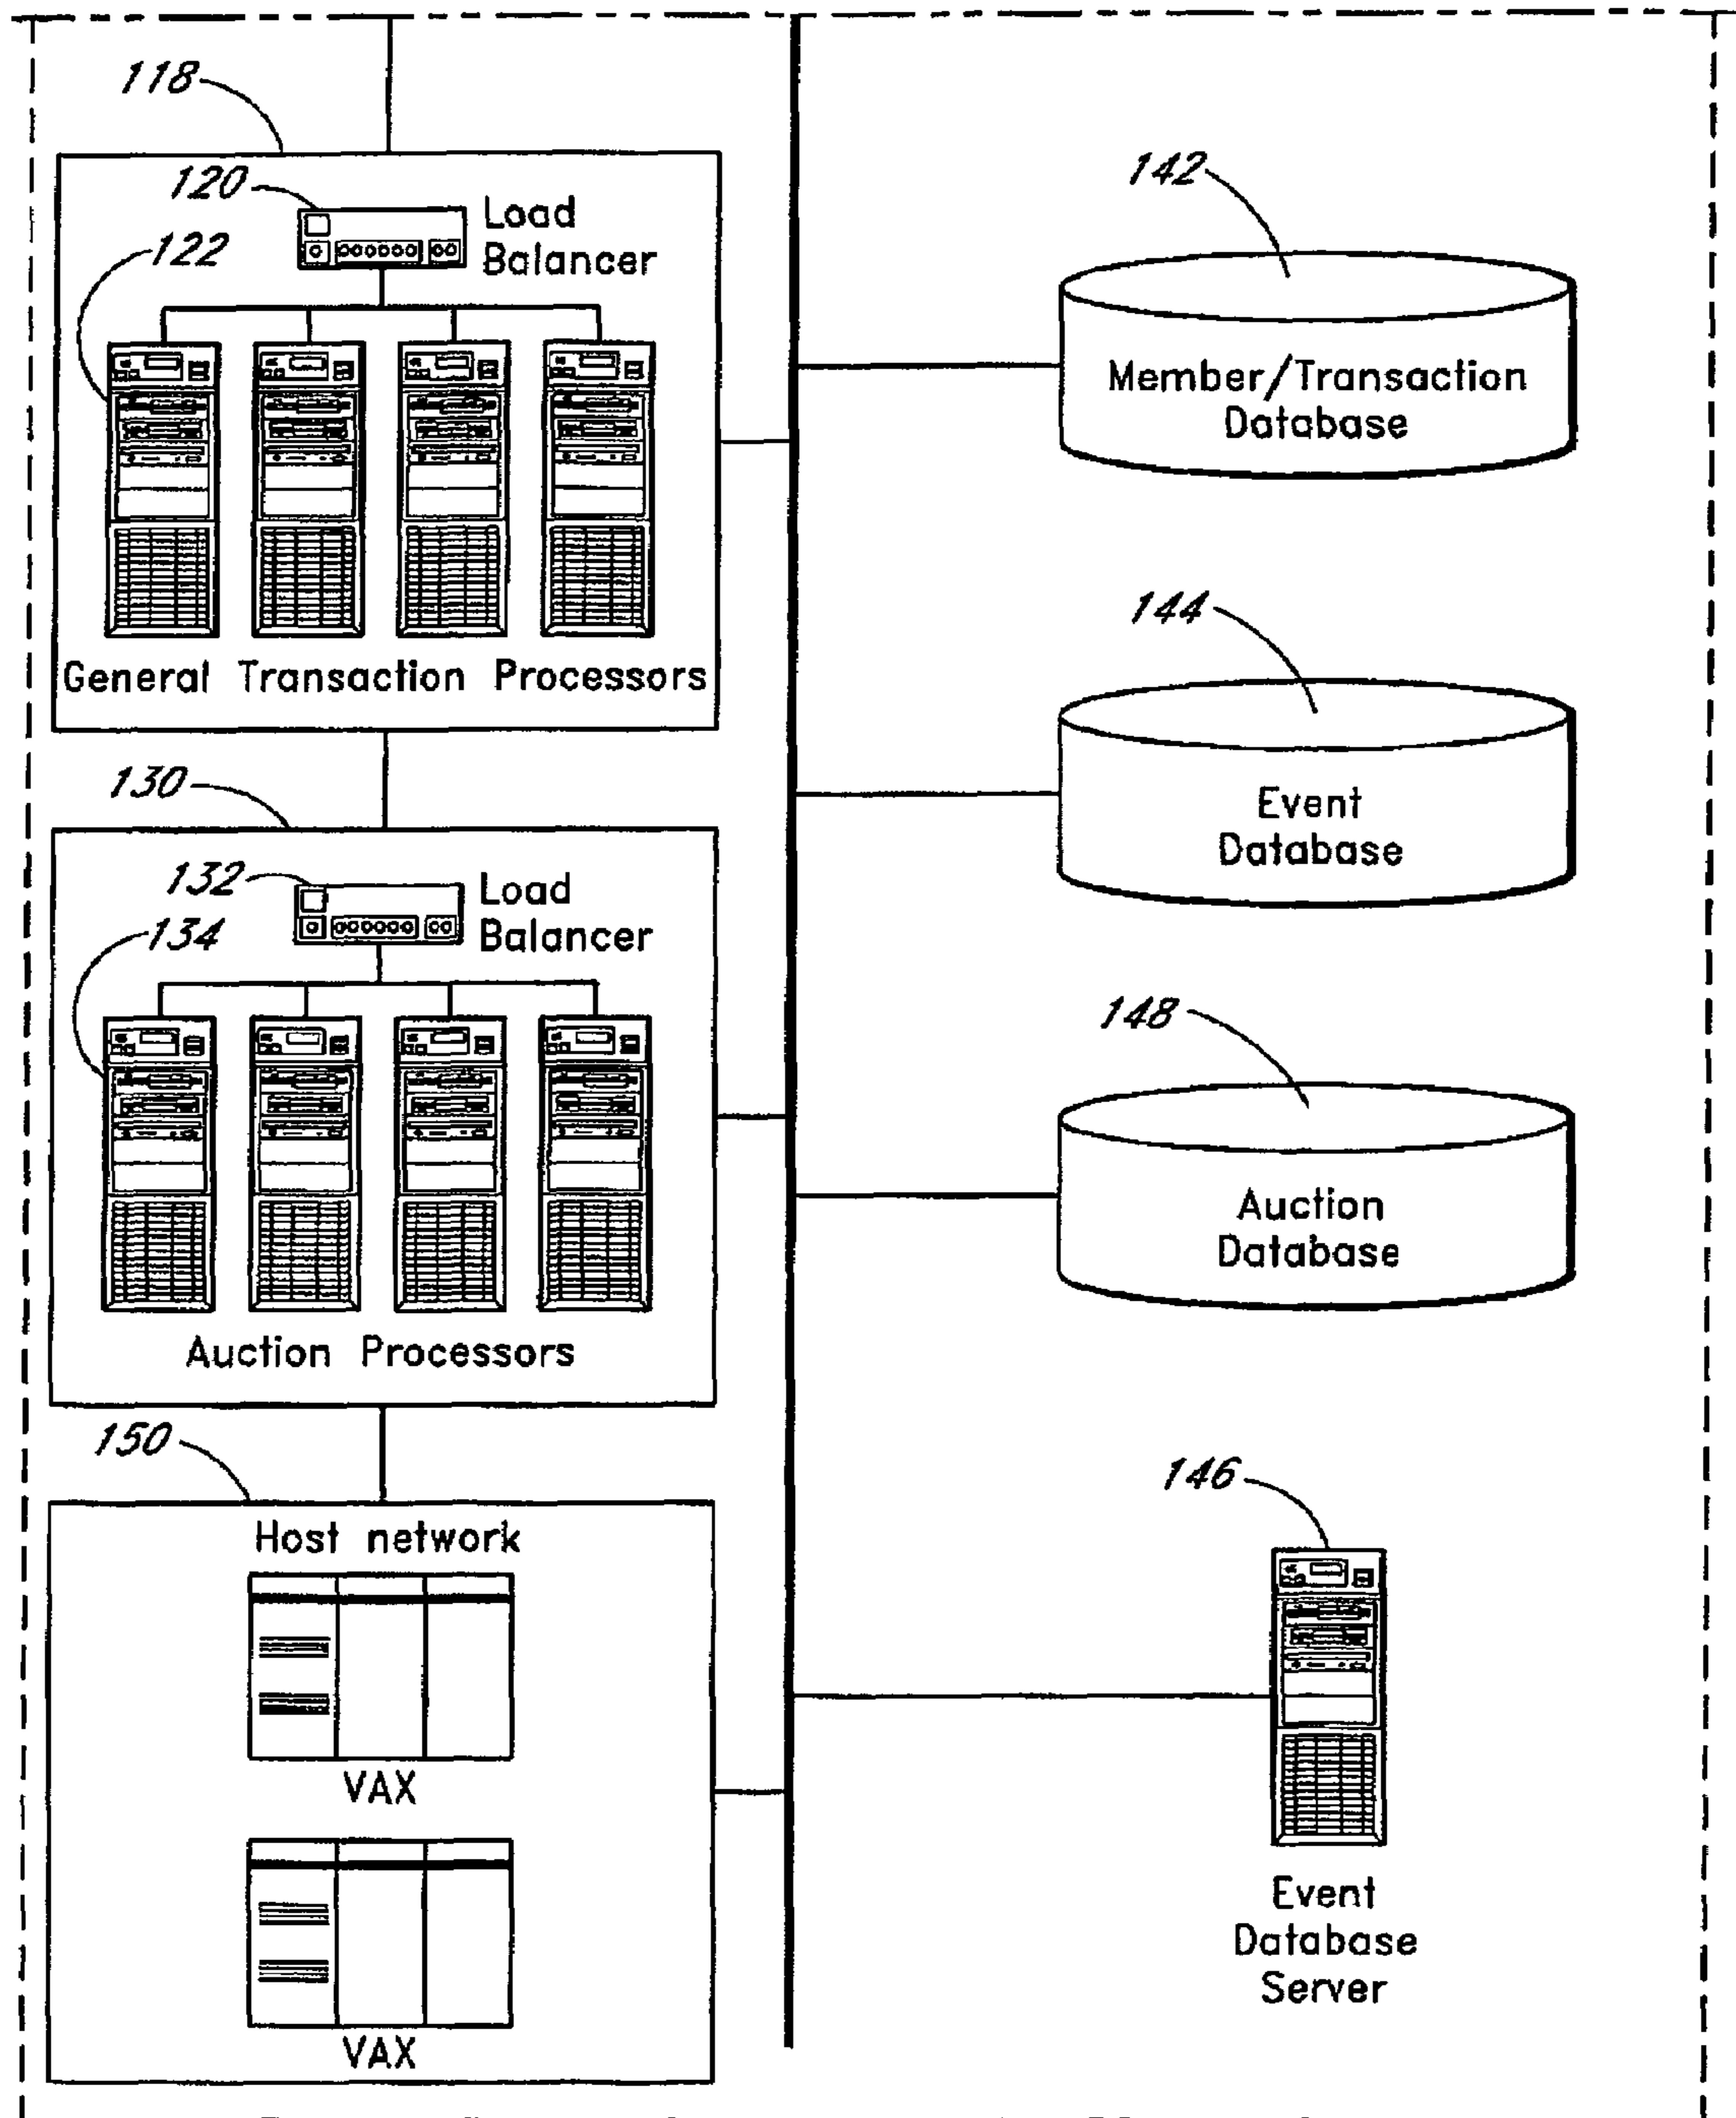 118
120
Load
Balancer
122
General Transaction Processors
130
132
Load
Balancer
134
Auction Processors
150
Host network
VAX
VAX
142
Member/Transaction
Database
144
Event
Database
148
Auction
Database
146
Event
Database
Server